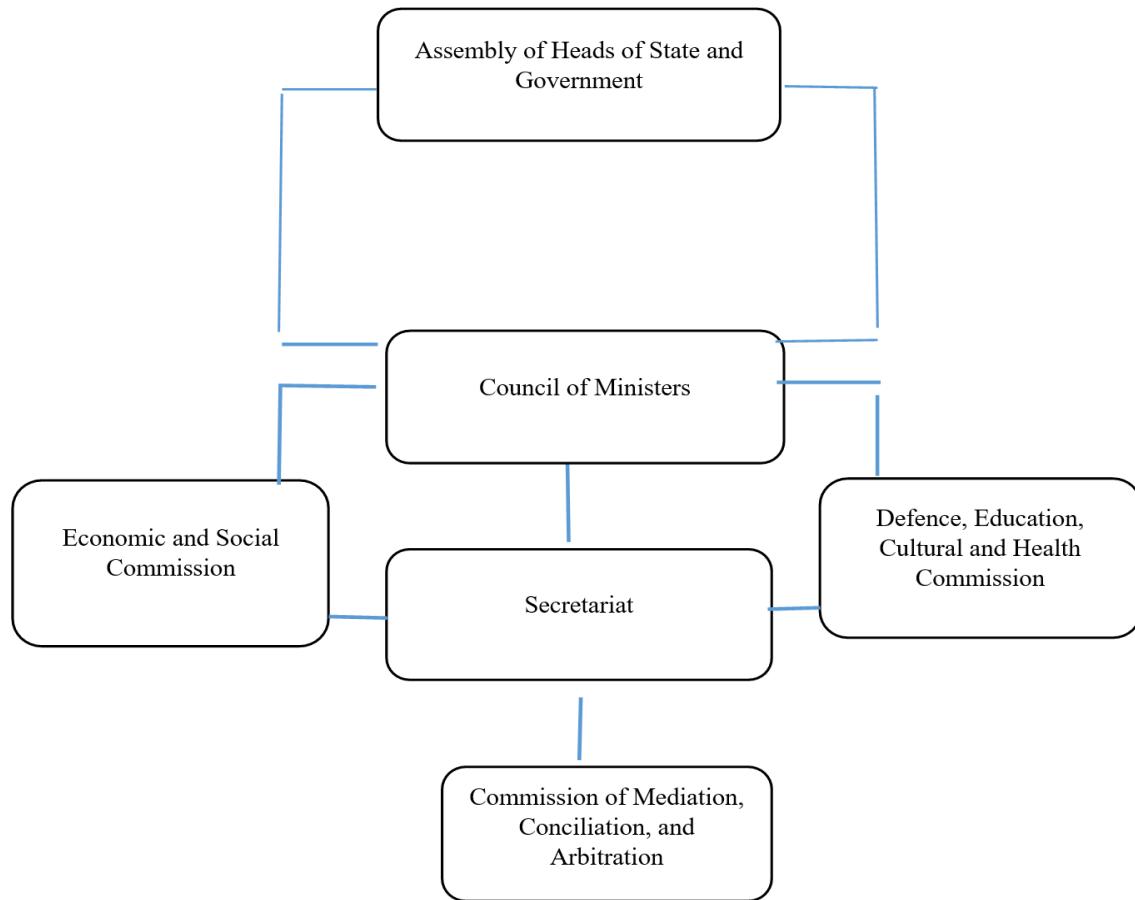 Assembly of Heads of State and
Government
Council of Ministers
Economic and Social
Commission
Defence, Education,
Cultural and Health
Commission
Secretariat
Commission of Mediation,
Conciliation, and
Arbitration